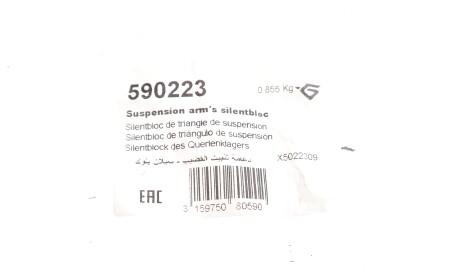 590223 0.855 Kg
Suspension arm's silentbloc
Silentbloc de triangle de suspension
Silentbloc de triángulo de suspension
Silentblock des Querlenklagers
X5022309
EAC
3 159750 80590